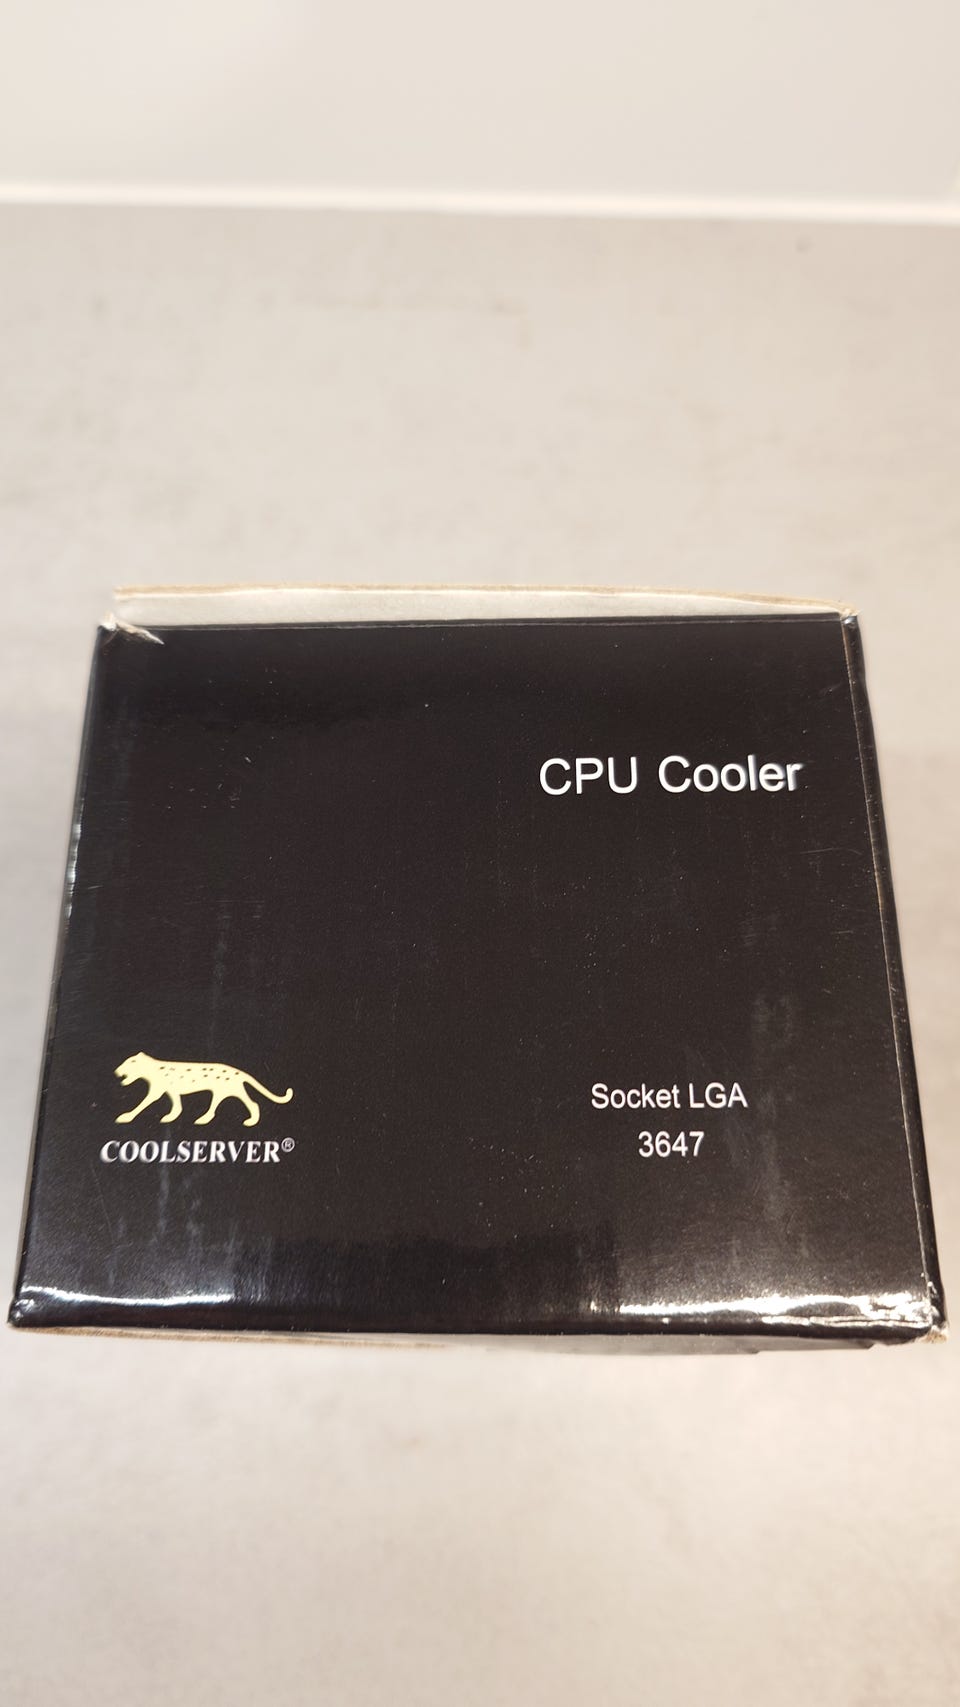 CPU Cooler
COOLSERVER®
Socket LGA
3647